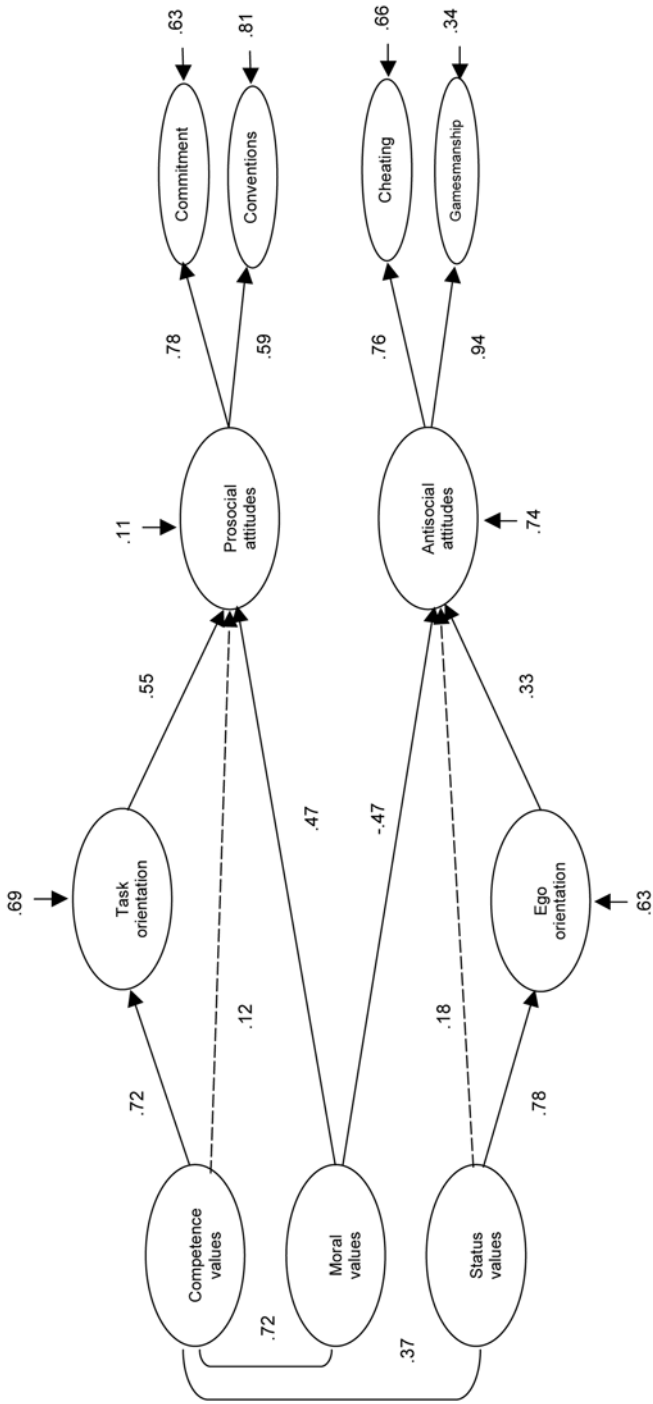 Competence
values
Moral
values
Status
values
.72
.37
.72
.12
.47
-.47
.18
.78
.69
Task
orientation
Ego
orientation
.63
.55
.33
.11
Prosocial
attitudes
Antisocial
attitudes
.74
.78
.59
.76
.94
Commitment
Conventions
Cheating
Gamesmanship
.63
.81
.66
.34